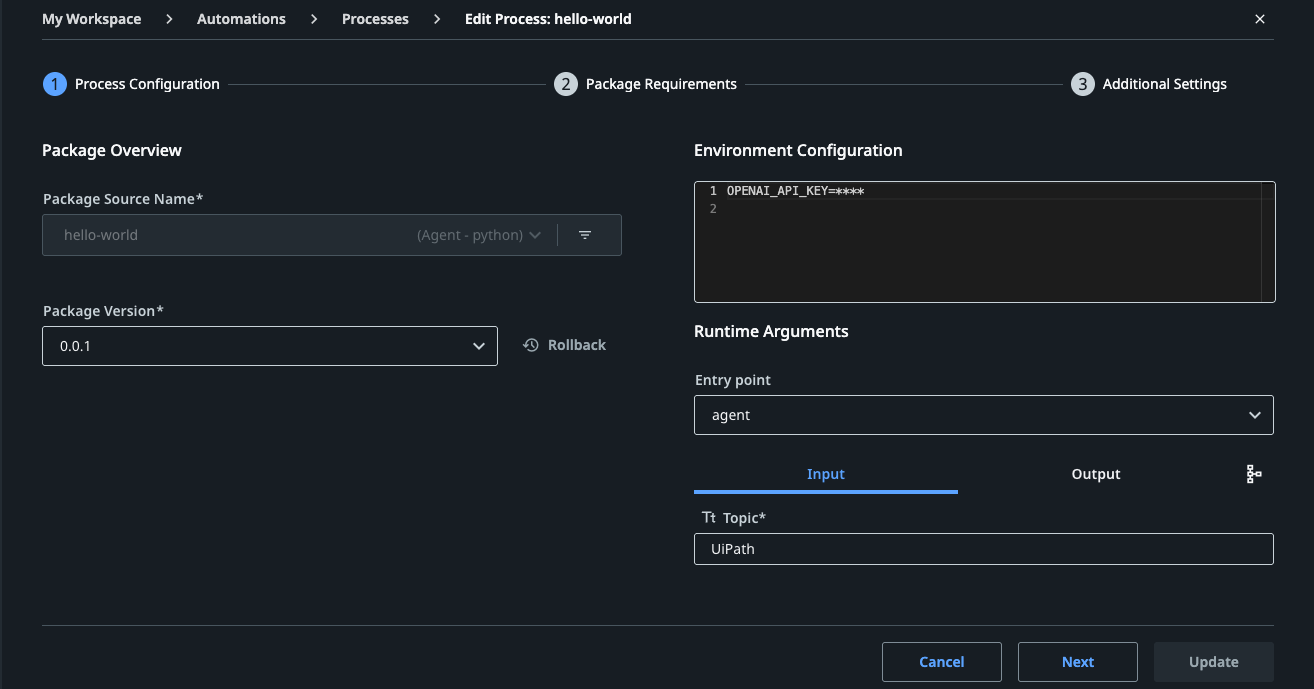 My Workspace > Automations > Processes > Edit Process: hello-world
1 Process Configuration
2 Package Requirements
3 Additional Settings
Package Overview
Package Source Name*
hello-world (Agent - python)
Package Version*
0.0.1
Rollback
Environment Configuration
1 OPENAI_API_KEY=****
2
Runtime Arguments
Entry point
agent
Input
Output
Tt Topic*
UiPath
Cancel
Next
Update